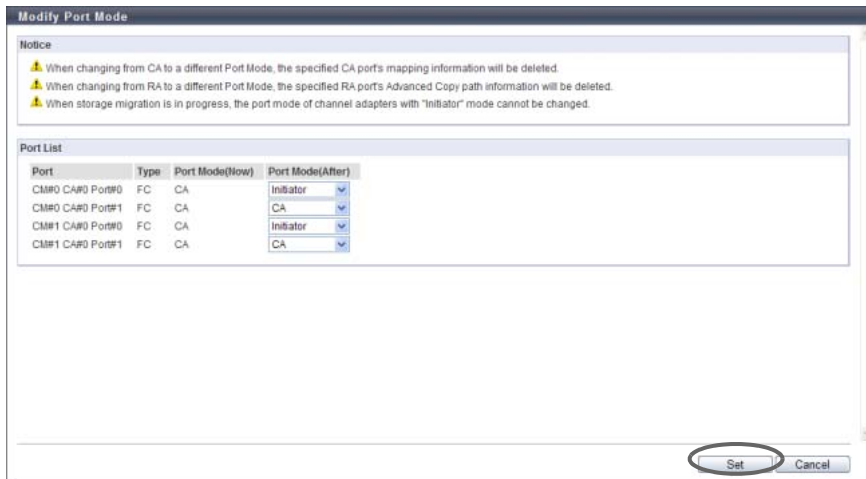 Modify Port Mode
Notice
When changing from CA to a different Port Mode, the specified CA port's mapping information will be deleted.
When changing from RA to a different Port Mode, the specified RA port's Advanced Copy path information will be deleted.
When storage migration is in progress, the port mode of channel adapters with "Initiator" mode cannot be changed.
Port List
Port Type Port Mode(Now) Port Mode(After)
CM#0 CA#0 Port#0 FC CA Initiator
CM#0 CA#0 Port#1 FC CA CA
CM#1 CA#0 Port#0 FC CA Initiator
CM#1 CA#0 Port#1 FC CA CA
Set Cancel